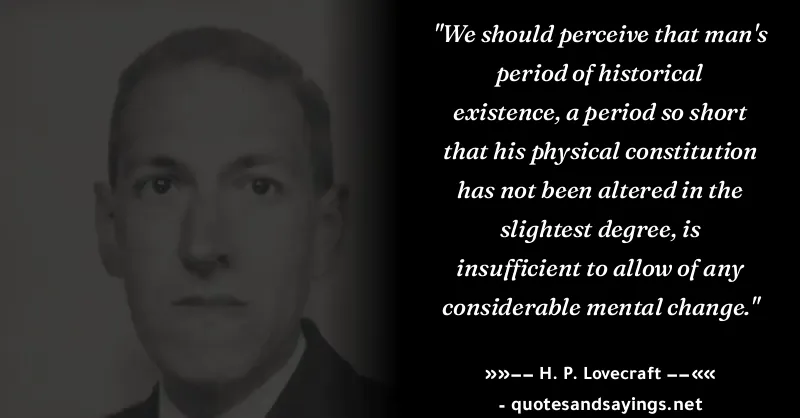 "We should perceive that man's
period of historical
existence, a period so short
that his physical constitution
has not been altered in the
slightest degree, is
insufficient to allow of any
considerable mental change."
»»−− H. P. Lovecraft −−««
- quotesandsayings.net